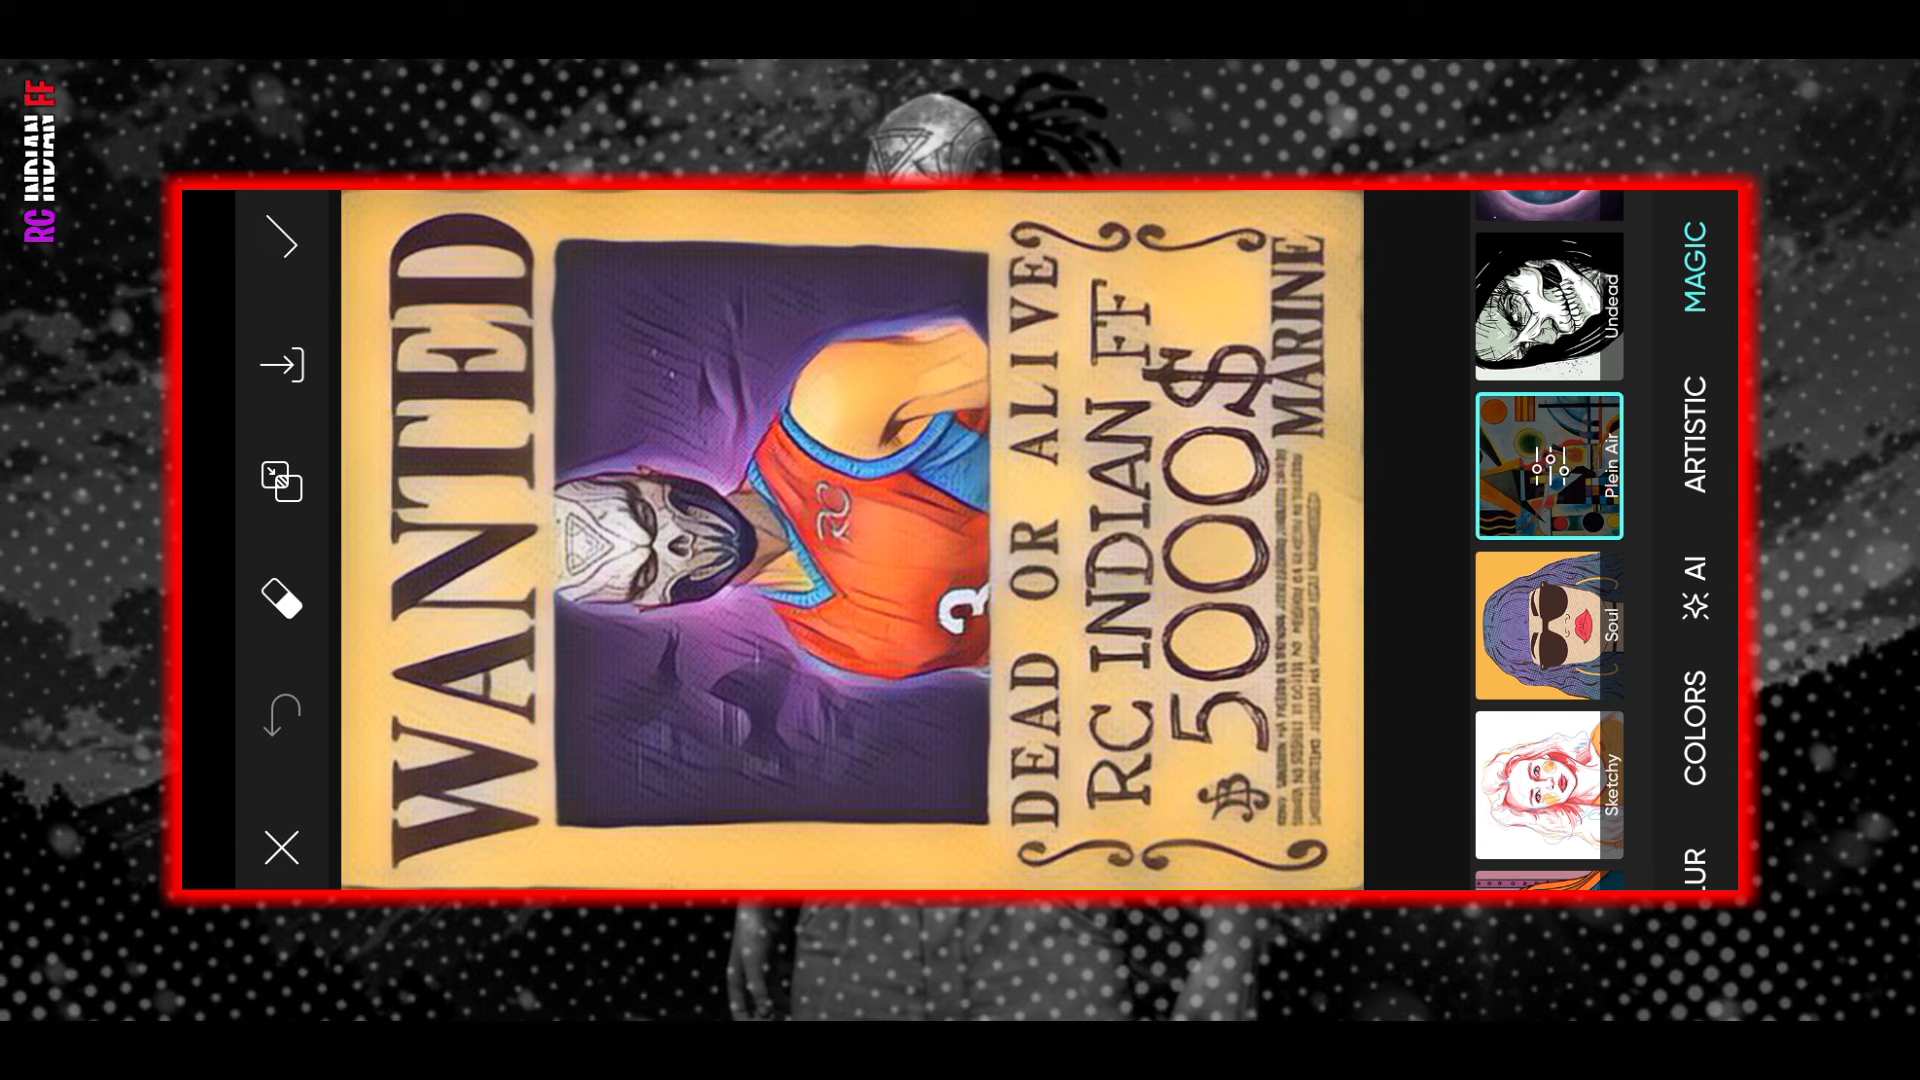 RC INDIAN FF
WANTED
DEAD OR ALIVE
RC INDIAN FF
฿ 5000$
MARINE
RC
3
Undead
Plein Air
Soul
Sketchy
MAGIC
ARTISTIC
AI
COLORS
LUR